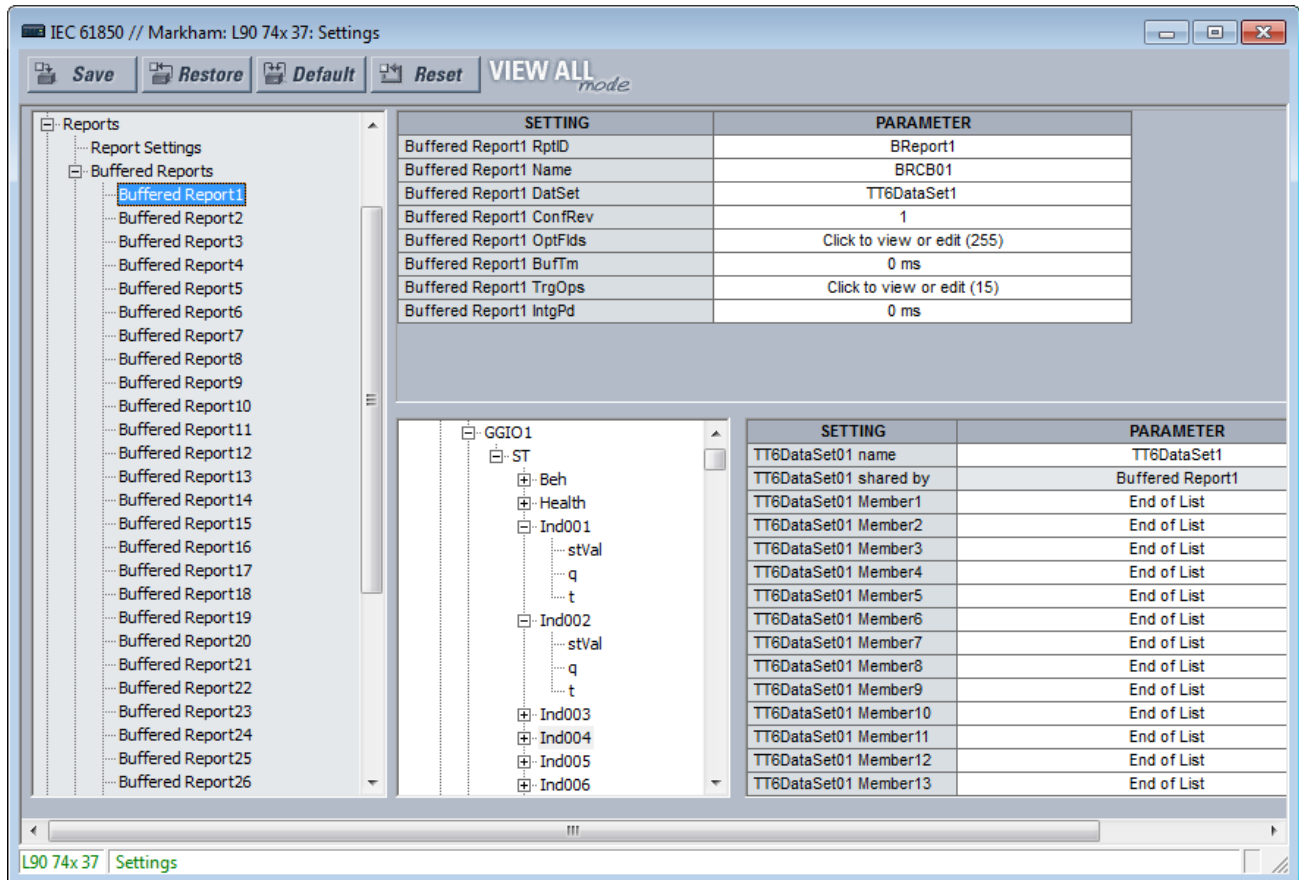 IEC 61850 // Markham: L90 74x 37: Settings
Save Restore Default Reset VIEW ALL mode
Reports
Report Settings
Buffered Reports
Buffered Report1
Buffered Report2
Buffered Report3
Buffered Report4
Buffered Report5
Buffered Report6
Buffered Report7
Buffered Report8
Buffered Report9
Buffered Report10
Buffered Report11
Buffered Report12
Buffered Report13
Buffered Report14
Buffered Report15
Buffered Report16
Buffered Report17
Buffered Report18
Buffered Report19
Buffered Report20
Buffered Report21
Buffered Report22
Buffered Report23
Buffered Report24
Buffered Report25
Buffered Report26
SETTING PARAMETER
Buffered Report1 RptID BReport1
Buffered Report1 Name BRCB01
Buffered Report1 DatSet TT6DataSet1
Buffered Report1 ConfRev 1
Buffered Report1 OptFlds Click to view or edit (255)
Buffered Report1 BufTm 0 ms
Buffered Report1 TrgOps Click to view or edit (15)
Buffered Report1 IntgPd 0 ms
GGIO1
ST
Beh
Health
Ind001
stVal
q
t
Ind002
stVal
q
t
Ind003
Ind004
Ind005
Ind006
SETTING PARAMETER
TT6DataSet01 name TT6DataSet1
TT6DataSet01 shared by Buffered Report1
TT6DataSet01 Member1 End of List
TT6DataSet01 Member2 End of List
TT6DataSet01 Member3 End of List
TT6DataSet01 Member4 End of List
TT6DataSet01 Member5 End of List
TT6DataSet01 Member6 End of List
TT6DataSet01 Member7 End of List
TT6DataSet01 Member8 End of List
TT6DataSet01 Member9 End of List
TT6DataSet01 Member10 End of List
TT6DataSet01 Member11 End of List
TT6DataSet01 Member12 End of List
TT6DataSet01 Member13 End of List
L90 74x 37 Settings